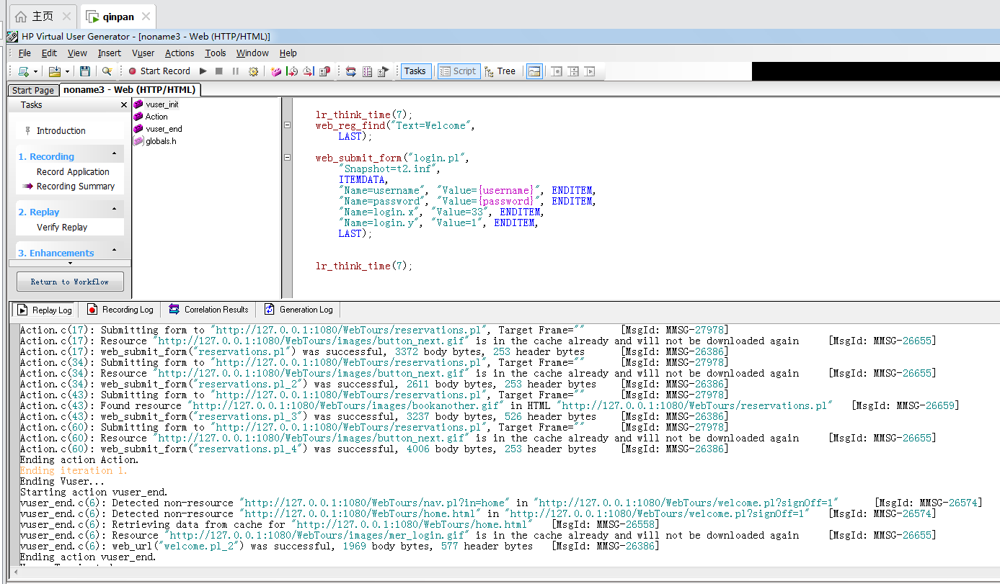 主页
qinpan
HP Virtual User Generator - [noname3 - Web (HTTP/HTML)]
File Edit View Insert Vuser Actions Tools Window Help
Start Record Tasks Script Tree
Start Page noname3 - Web (HTTP/HTML)
Tasks
Introduction
1. Recording
Record Application
Recording Summary
2. Replay
Verify Replay
3. Enhancements
Return to Workflow
vuser_init
Action
vuser_end
globals.h
lr_think_time(7);
web_reg_find("Text=Welcome",
LAST);
web_submit_form("login.pl",
"Snapshot=t2.inf",
ITEMDATA,
"Name=username", "Value={username}", ENDITEM,
"Name=password", "Value={password}", ENDITEM,
"Name=login.x", "Value=33", ENDITEM,
"Name=login.y", "Value=1", ENDITEM,
LAST);
lr_think_time(7);
Replay Log Recording Log Correlation Results Generation Log
Action.c(17): Submitting form to "http://127.0.0.1:1080/WebTours/reservations.pl", Target Frame="" [MsgId: MMSG-27978]
Action.c(17): Resource "http://127.0.0.1:1080/WebTours/images/button_next.gif" is in the cache already and will not be downloaded again [MsgId: MMSG-26655]
Action.c(17): web_submit_form("reservations.pl") was successful, 3372 body bytes, 253 header bytes [MsgId: MMSG-26386]
Action.c(34): Submitting form to "http://127.0.0.1:1080/WebTours/reservations.pl", Target Frame="" [MsgId: MMSG-27978]
Action.c(34): Resource "http://127.0.0.1:1080/WebTours/images/button_next.gif" is in the cache already and will not be downloaded again [MsgId: MMSG-26655]
Action.c(34): web_submit_form("reservations.pl_2") was successful, 2611 body bytes, 253 header bytes [MsgId: MMSG-26386]
Action.c(43): Submitting form to "http://127.0.0.1:1080/WebTours/reservations.pl", Target Frame="" [MsgId: MMSG-27978]
Action.c(43): Found resource "http://127.0.0.1:1080/WebTours/images/bookanother.gif" in HTML "http://127.0.0.1:1080/WebTours/reservations.pl" [MsgId: MMSG-26659]
Action.c(43): web_submit_form("reservations.pl_3") was successful, 3237 body bytes, 526 header bytes [MsgId: MMSG-26386]
Action.c(60): Submitting form to "http://127.0.0.1:1080/WebTours/reservations.pl", Target Frame="" [MsgId: MMSG-27978]
Action.c(60): Resource "http://127.0.0.1:1080/WebTours/images/button_next.gif" is in the cache already and will not be downloaded again [MsgId: MMSG-26655]
Action.c(60): web_submit_form("reservations.pl_4") was successful, 4006 body bytes, 253 header bytes [MsgId: MMSG-26386]
Ending action Action.
Ending iteration 1.
Ending Vuser...
Starting action vuser_end.
vuser_end.c(6): Detected non-resource "http://127.0.0.1:1080/WebTours/nav.pl?in=home" in "http://127.0.0.1:1080/WebTours/welcome.pl?signOff=1" [MsgId: MMSG-26574]
vuser_end.c(6): Detected non-resource "http://127.0.0.1:1080/WebTours/home.html" in "http://127.0.0.1:1080/WebTours/welcome.pl?signOff=1" [MsgId: MMSG-26574]
vuser_end.c(6): Retrieving data from cache for "http://127.0.0.1:1080/WebTours/home.html" [MsgId: MMSG-26558]
vuser_end.c(6): Resource "http://127.0.0.1:1080/WebTours/images/mer_login.gif" is in the cache already and will not be downloaded again [MsgId: MMSG-26655]
vuser_end.c(6): web_url("welcome.pl_2") was successful, 1969 body bytes, 577 header bytes [MsgId: MMSG-26386]
Ending action vuser_end.